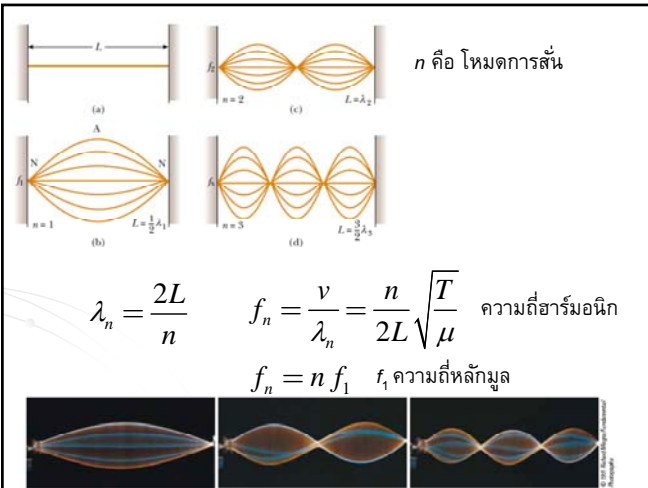 L
(a)
f₂
n = 2
L = λ₂
(c)
n คือ โหมดการสั่น
A
N
N
f₁
n = 1
L = ½λ₁
(b)
n = 3
L = 3/2 λ₃
(d)
λₙ = 2L/n
fₙ = v/λₙ = n/2L √(T/μ) ความถี่ฮาร์มอนิก
fₙ = n f₁ f₁ ความถี่หลักมูล